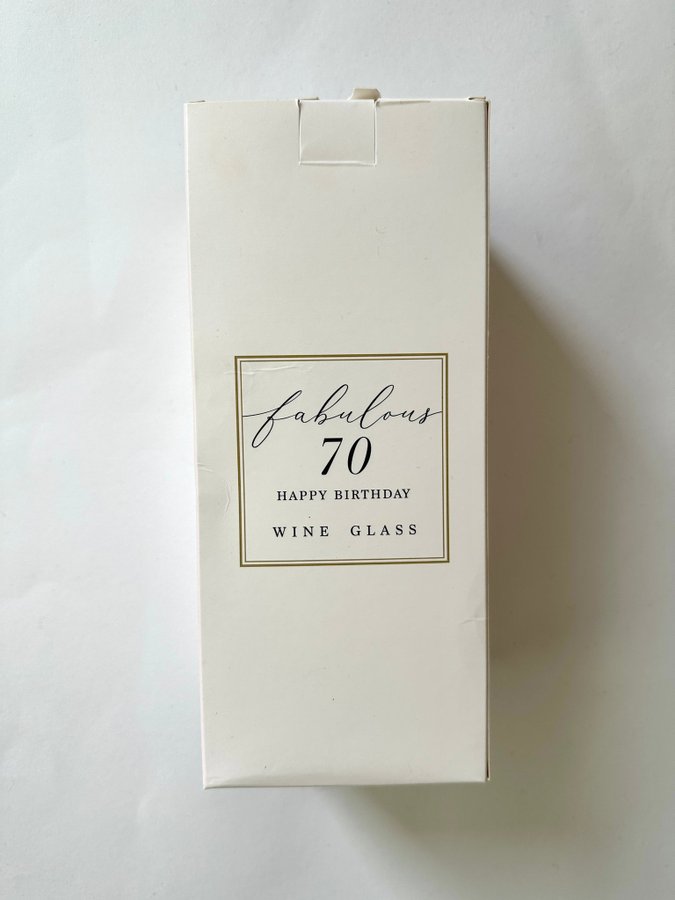 fabulous
70
HAPPY BIRTHDAY
WINE GLASS